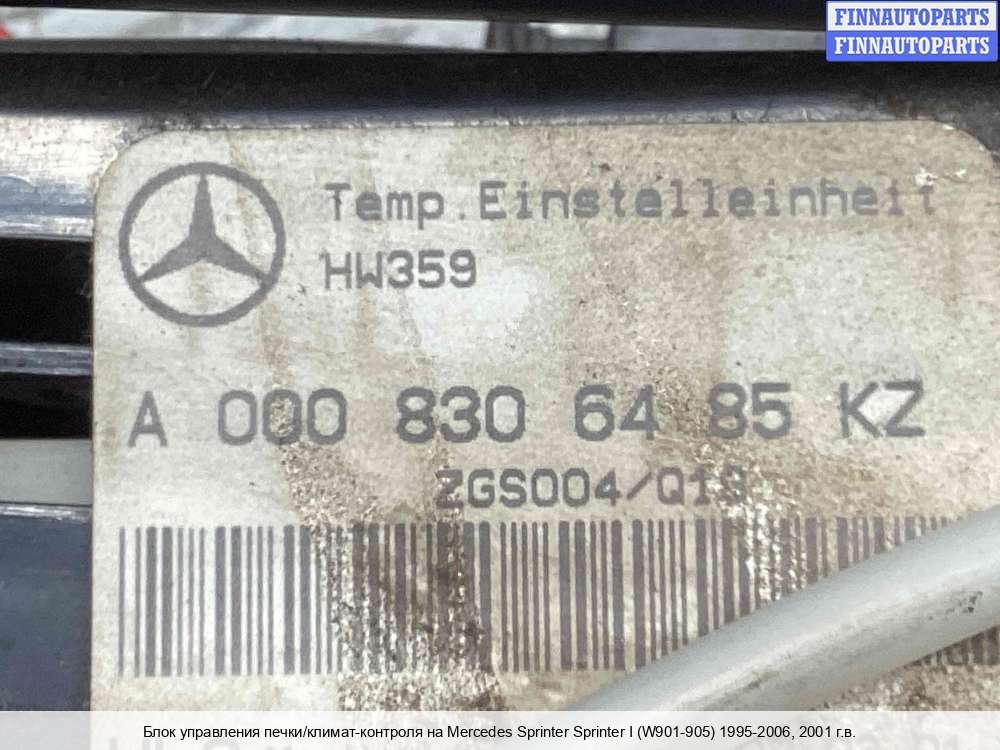 FINNAUTOPARTS
FINNAUTOPARTS
Temp.Einstelleinheit
HW359
A 000 830 64 85 KZ
ZGS004/Q13
Блок управления печки/климат-контроля на Mercedes Sprinter Sprinter I (W901-905) 1995-2006, 2001 г.в.